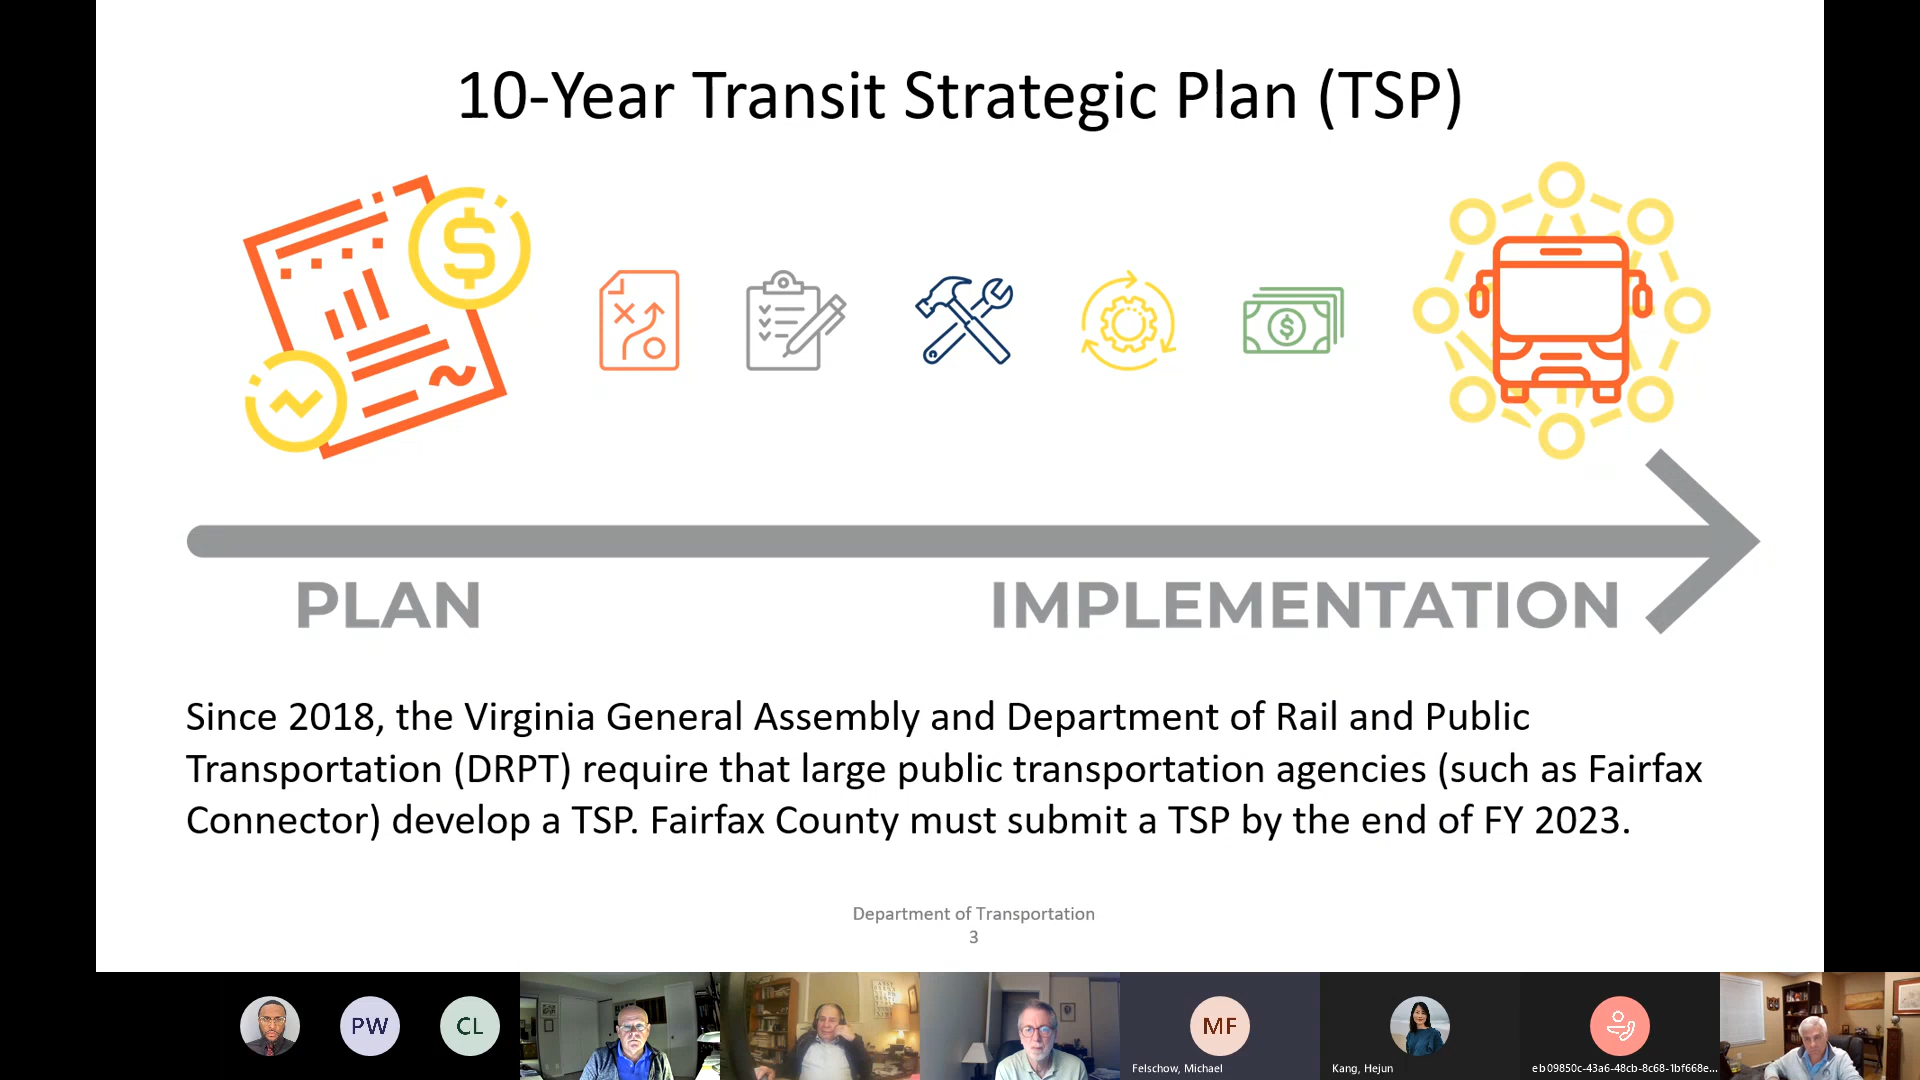 10-Year Transit Strategic Plan (TSP)
$
$
PLAN
IMPLEMENTATION
Since 2018, the Virginia General Assembly and Department of Rail and Public
Transportation (DRPT) require that large public transportation agencies (such as Fairfax
Connector) develop a TSP. Fairfax County must submit a TSP by the end of FY 2023.
Department of Transportation
3
PW
CL
MF
Felschow, Michael
Kang, Hejun
eb09850c-43a6-48cb-8c68-1bf668e...